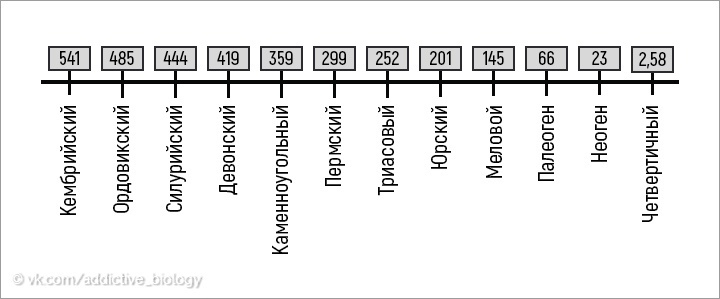 541 485 444 419 359 299 252 201 145 66 23 2,58
Кембрийский
Ордовикский
Силурийский
Девонский
Каменноугольный
Пермский
Триасовый
Юрский
Меловой
Палеоген
Неоген
Четвертичный
© vk.com/addictive_biology